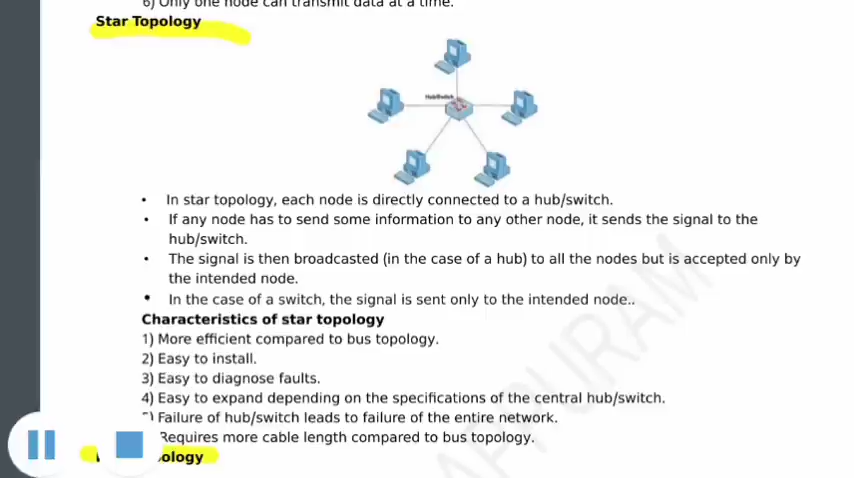 6) Only one node can transmit data at a time.
Star Topology
Hub/Switch
• In star topology, each node is directly connected to a hub/switch.
• If any node has to send some information to any other node, it sends the signal to the
hub/switch.
• The signal is then broadcasted (in the case of a hub) to all the nodes but is accepted only by
the intended node.
• In the case of a switch, the signal is sent only to the intended node..
Characteristics of star topology
1) More efficient compared to bus topology.
2) Easy to install.
3) Easy to diagnose faults.
4) Easy to expand depending on the specifications of the central hub/switch.
) Failure of hub/switch leads to failure of the entire network.
Requires more cable length compared to bus topology.
ology
APPURAM